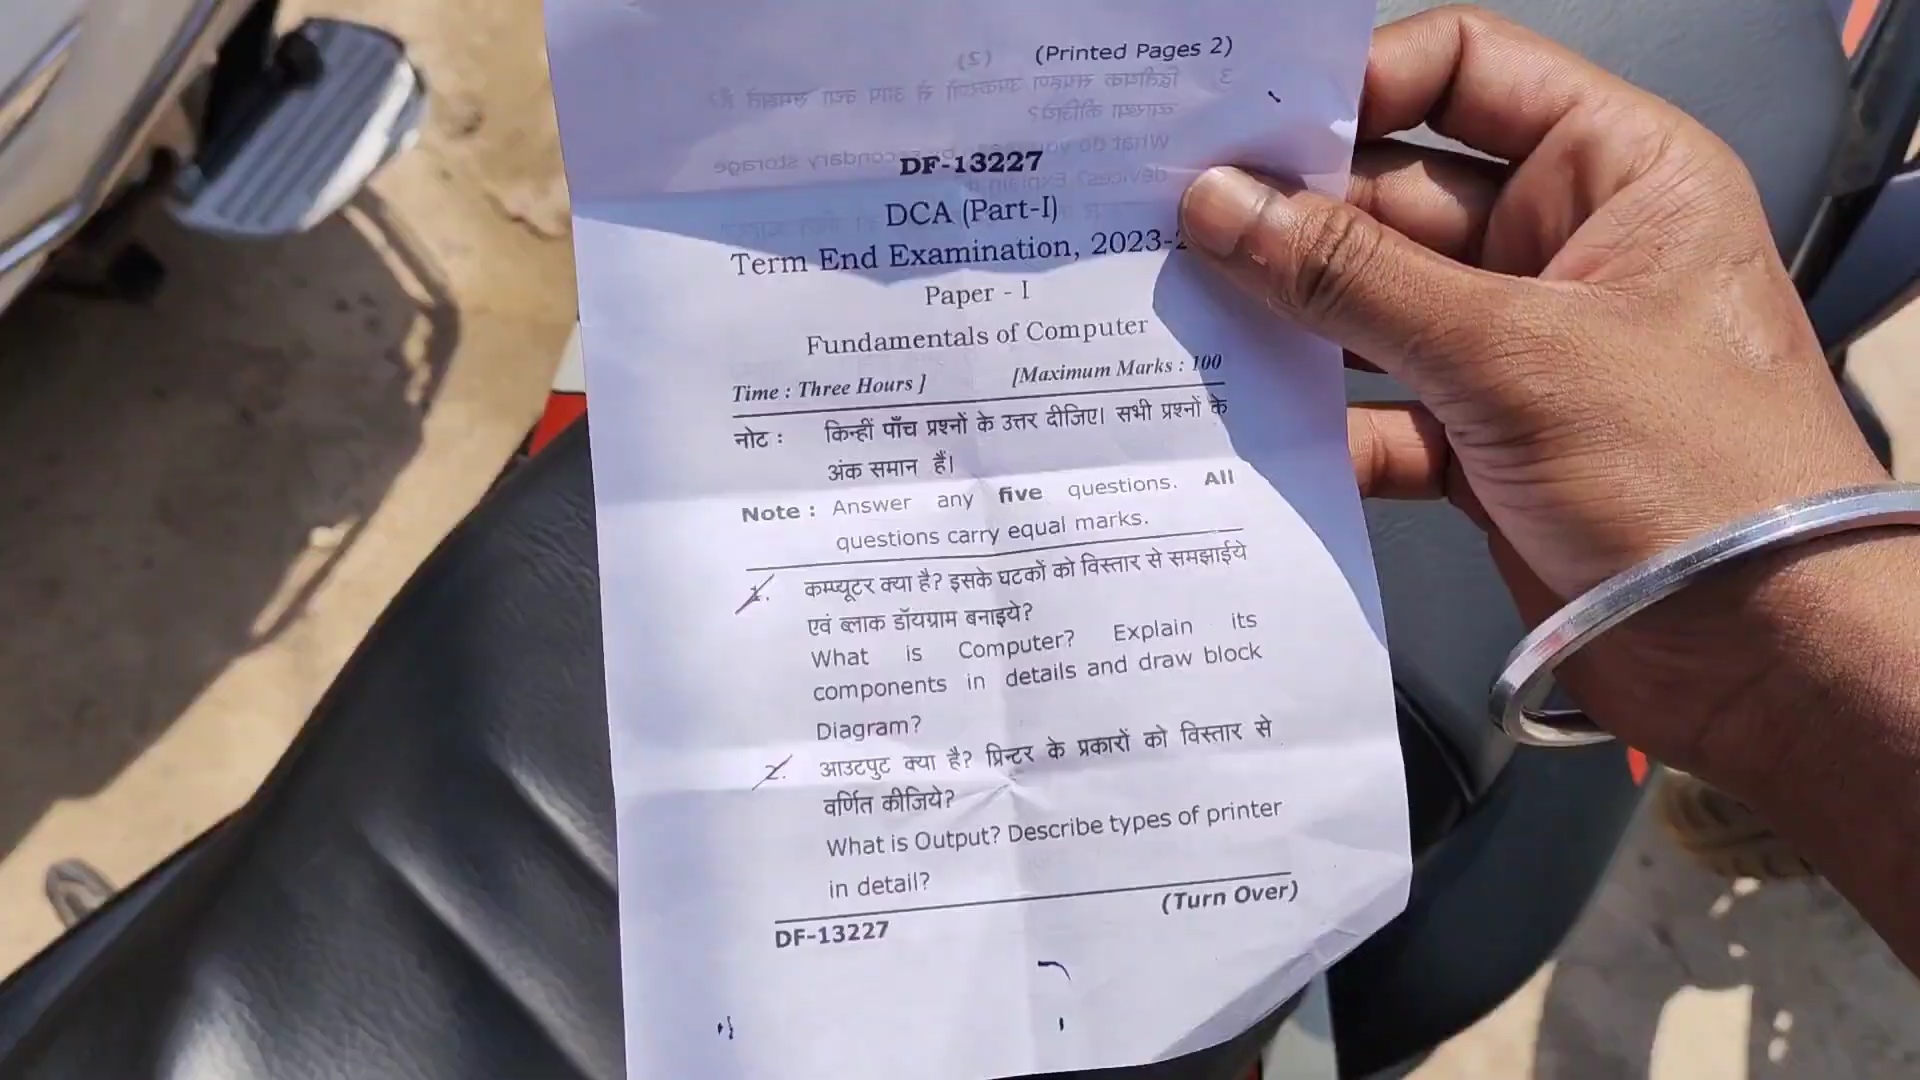 (Printed Pages 2)
DF-13227
DCA (Part-I)
Term End Examination, 2023-
Paper - I
Fundamentals of Computer
Time : Three Hours ] [Maximum Marks : 100
नोट : किन्हीं पाँच प्रश्नों के उत्तर दीजिए। सभी प्रश्नों के
अंक समान हैं।
Note : Answer any five questions. All
questions carry equal marks.
1. कम्प्यूटर क्या है? इसके घटकों को विस्तार से समझाईये
एवं ब्लाक डॉयग्राम बनाइये?
What is Computer? Explain its
components in details and draw block
Diagram?
2. आउटपुट क्या है? प्रिन्टर के प्रकारों को विस्तार से
वर्णित कीजिये?
What is Output? Describe types of printer
in detail?
DF-13227 (Turn Over)